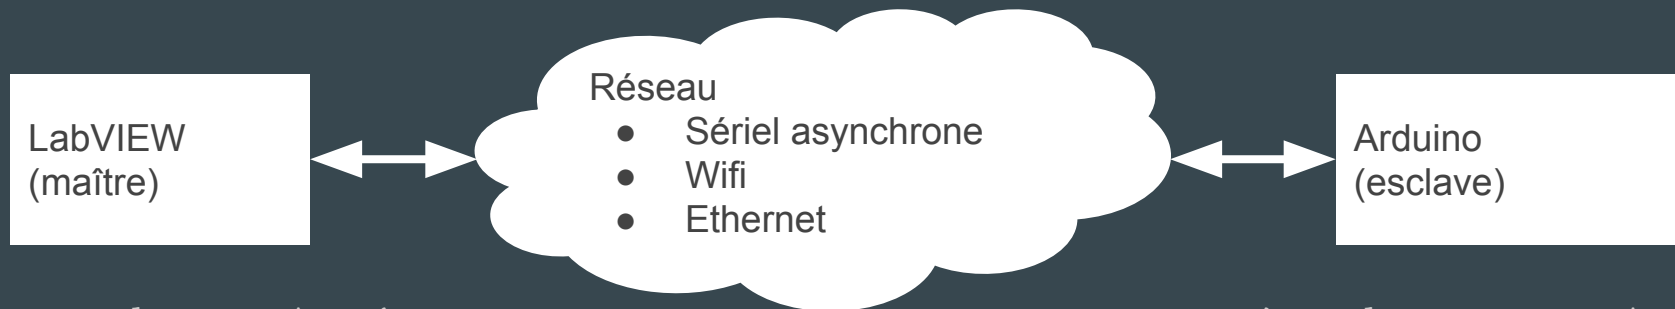 LabVIEW
(maître)
Réseau
● Sériel asynchrone
● Wifi
● Ethernet
Arduino
(esclave)